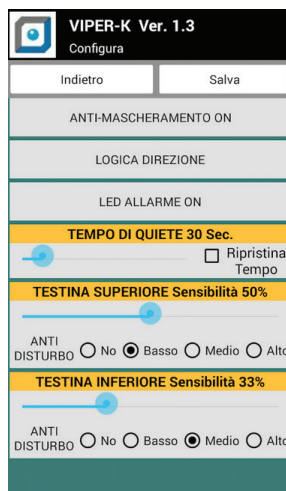 VIPER-K Ver. 1.3
Configura
Indietro Salva
ANTI-MASCHERAMENTO ON
LOGICA DIREZIONE
LED ALLARME ON
TEMPO DI QUIETE 30 Sec.
Ripristina
Tempo
TESTINA SUPERIORE Sensibilità 50%
ANTI
DISTURBO No Basso Medio Alto
TESTINA INFERIORE Sensibilità 33%
ANTI
DISTURBO No Basso Medio Alto